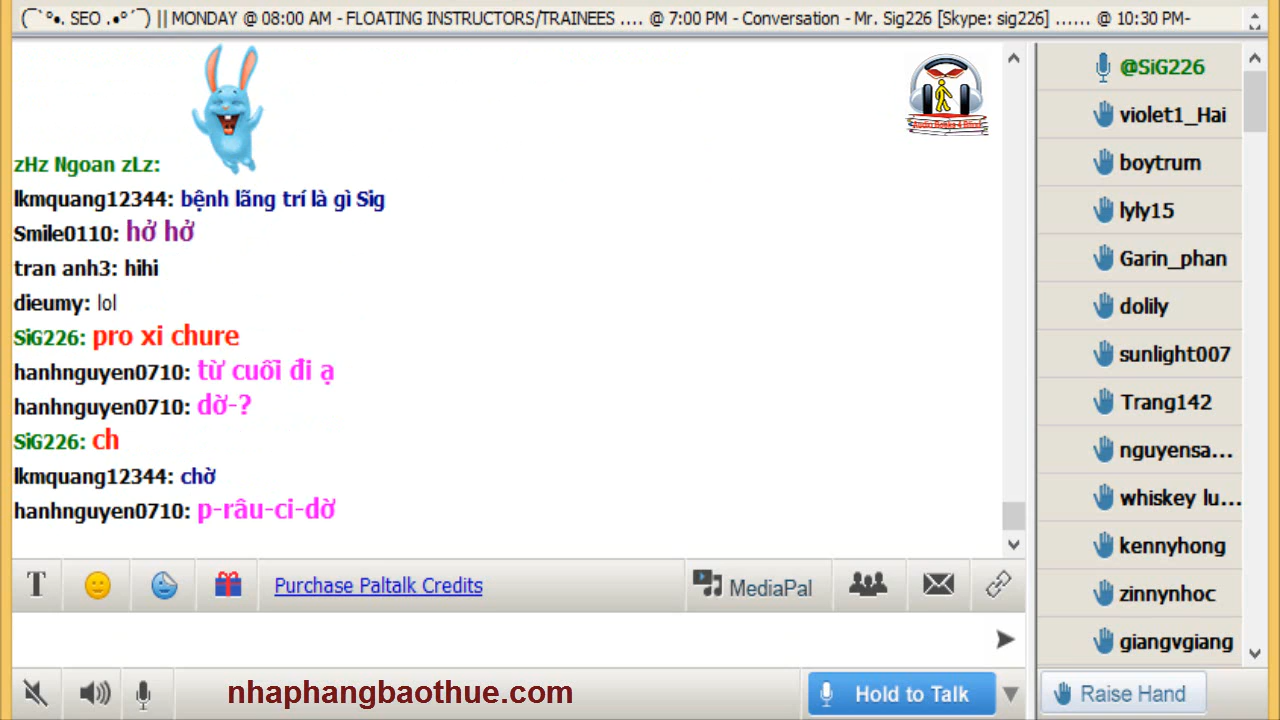 (¯`°•. SEO .•°´¯) || MONDAY @ 08:00 AM - FLOATING INSTRUCTORS/TRAINEES .... @ 7:00 PM - Conversation - Mr. Sig226 [Skype: sig226] ...... @ 10:30 PM-
zHz Ngoan zLz:
lkmquang12344: bệnh lãng trí là gì Sig
Smile0110: hở hở
tran anh3: hihi
dieumy: lol
SiG226: pro xi chure
hanhnguyen0710: từ cuối đi ạ
hanhnguyen0710: dờ-?
SiG226: ch
lkmquang12344: chờ
hanhnguyen0710: p-râu-ci-dờ
@SiG226
violet1_Hai
boytrum
lyly15
Garin_phan
dolily
sunlight007
Trang142
nguyensa...
whiskey lu...
kennyhong
zinnynhoc
giangvgiang
T
Purchase Paltalk Credits
MediaPal
nhaphangbaothue.com
Hold to Talk
Raise Hand